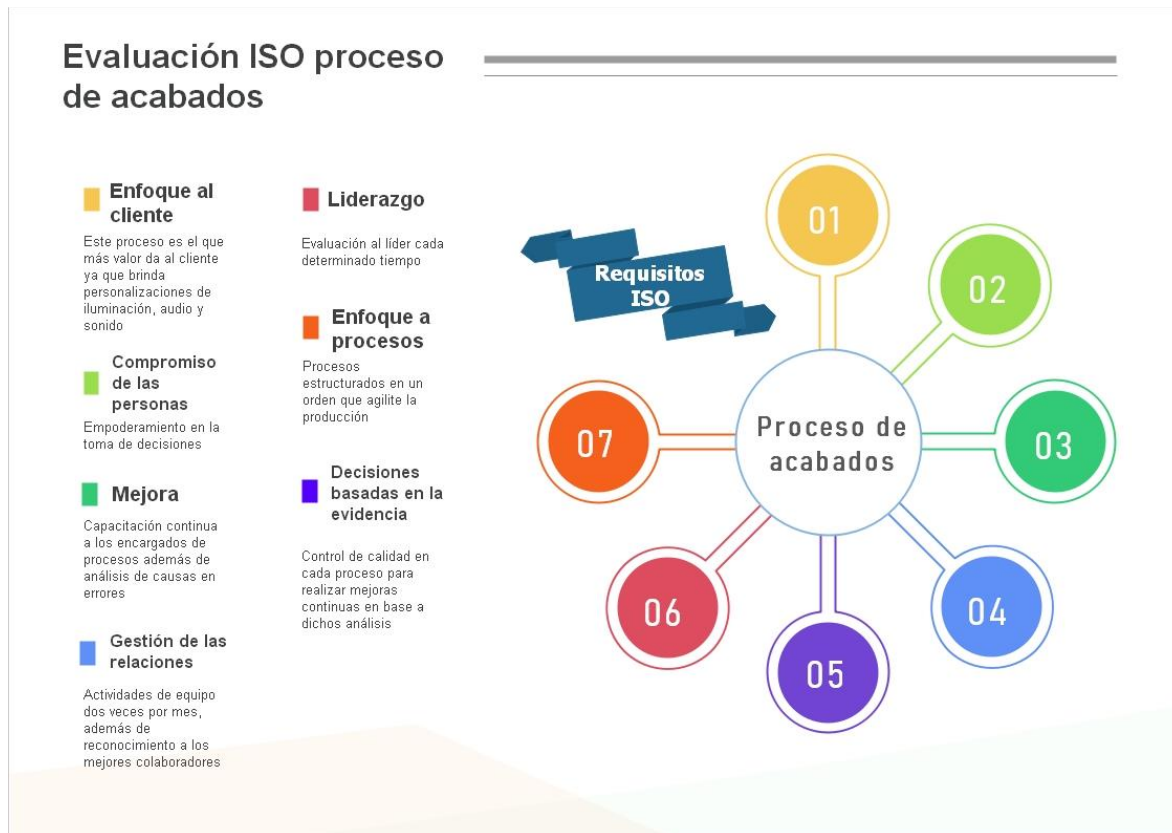 Evaluación ISO proceso
de acabados
Enfoque al
cliente
Este proceso es el que
más valor da al cliente
ya que brinda
personalizaciones de
iluminación, audio y
sonido
Compromiso
de las
personas
Empoderamiento en la
toma de decisiones
Mejora
Capacitación continua
a los encargados de
procesos además de
análisis de causas en
errores
Gestión de las
relaciones
Actividades de equipo
dos veces por mes,
además de
reconocimiento a los
mejores colaboradores
Liderazgo
Evaluación al líder cada
determinado tiempo
Enfoque a
procesos
Procesos
estructurados en un
orden que agilite la
producción
Decisiones
basadas en la
evidencia
Control de calidad en
cada proceso para
realizar mejoras
continuas en base a
dichos análisis
Requisitos
ISO
01
02
03
04
05
06
07
Proceso de
acabados